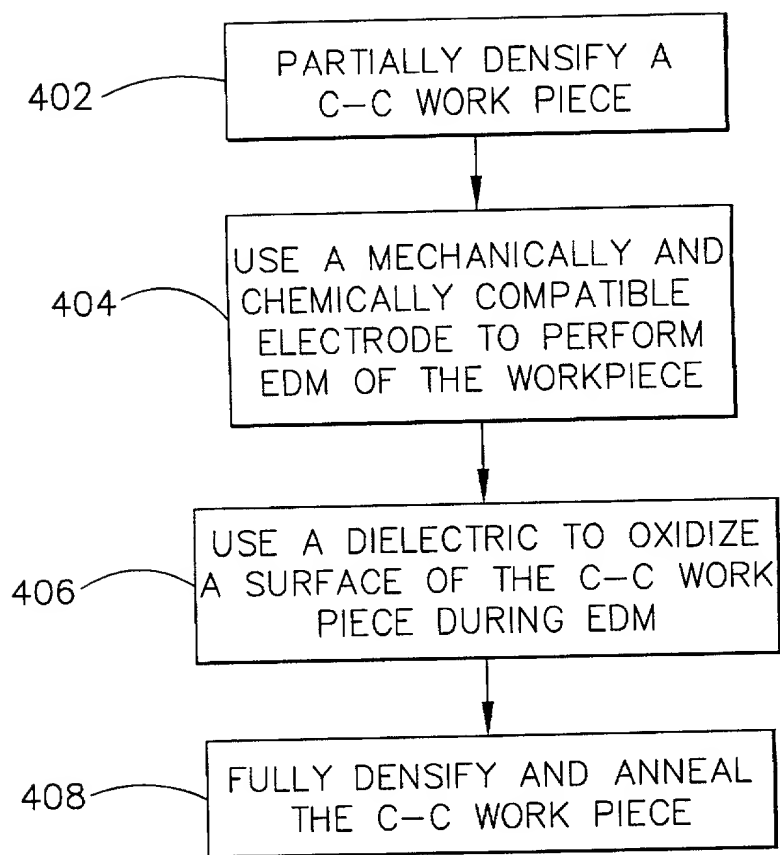 402
PARTIALLY DENSIFY A
C-C WORK PIECE
404
USE A MECHANICALLY AND
CHEMICALLY COMPATIBLE
ELECTRODE TO PERFORM
EDM OF THE WORKPIECE
406
USE A DIELECTRIC TO OXIDIZE
A SURFACE OF THE C-C WORK
PIECE DURING EDM
408
FULLY DENSIFY AND ANNEAL
THE C-C WORK PIECE